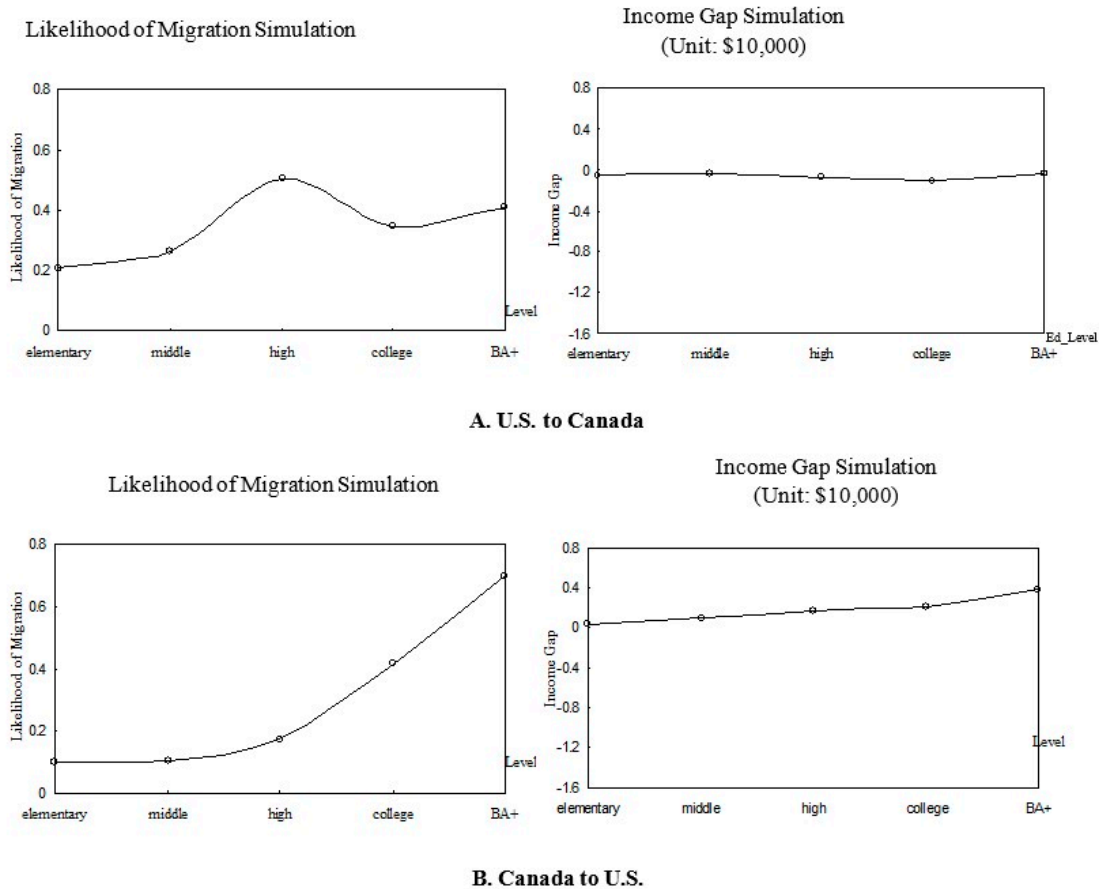 Likelihood of Migration Simulation
Income Gap Simulation
(Unit: $10,000)
Likelihood of Migration
0.8
0.6
0.4
0.2
0
Level
elementary middle high college BA+
Income Gap
0.8
0.4
0
-0.4
-0.8
-1.2
-1.6
Ed_Level
elementary middle high college BA+
A. U.S. to Canada
Likelihood of Migration Simulation
Income Gap Simulation
(Unit: $10,000)
Likelihood of Migration
0.8
0.6
0.4
0.2
0
Level
elementary middle high college BA+
Income Gap
0.8
0.4
0
-0.4
-0.8
-1.2
-1.6
Level
elementary middle high college BA+
B. Canada to U.S.